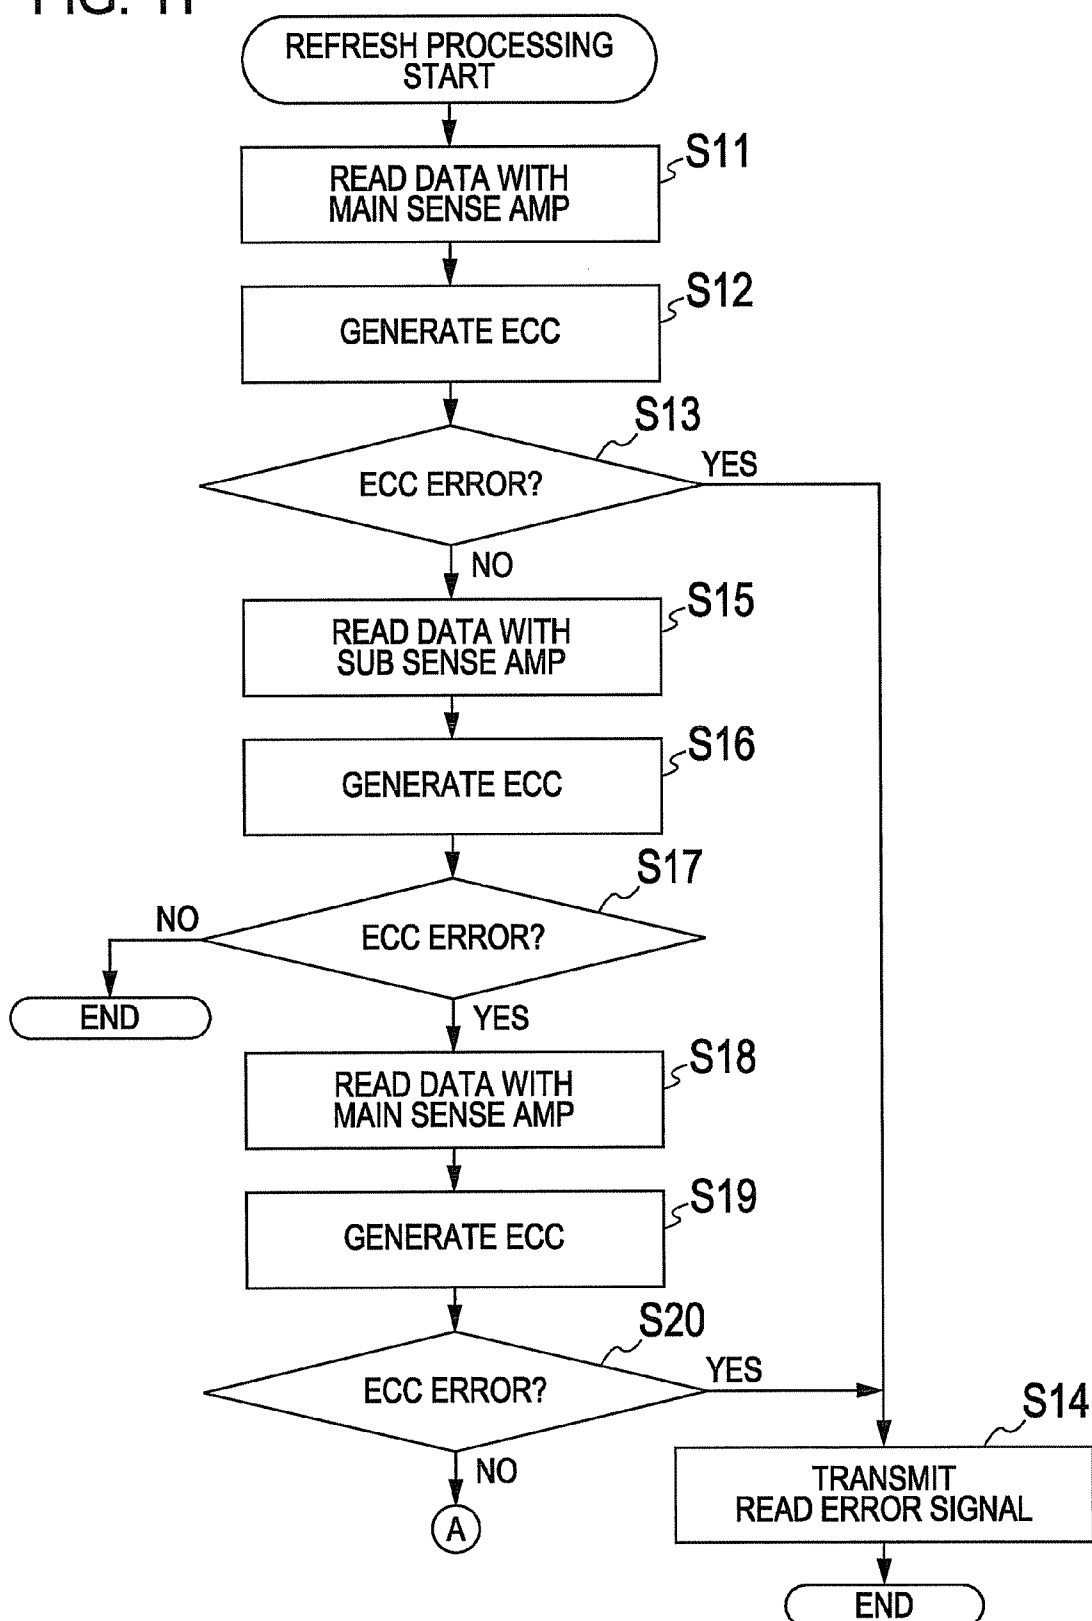 FIG. 11
REFRESH PROCESSING
START
S11
READ DATA WITH
MAIN SENSE AMP
S12
GENERATE ECC
S13
ECC ERROR?
YES
NO
S15
READ DATA WITH
SUB SENSE AMP
S16
GENERATE ECC
S17
NO
ECC ERROR?
END
YES
S18
READ DATA WITH
MAIN SENSE AMP
S19
GENERATE ECC
S20
ECC ERROR?
YES
S14
NO
TRANSMIT
READ ERROR SIGNAL
A
END